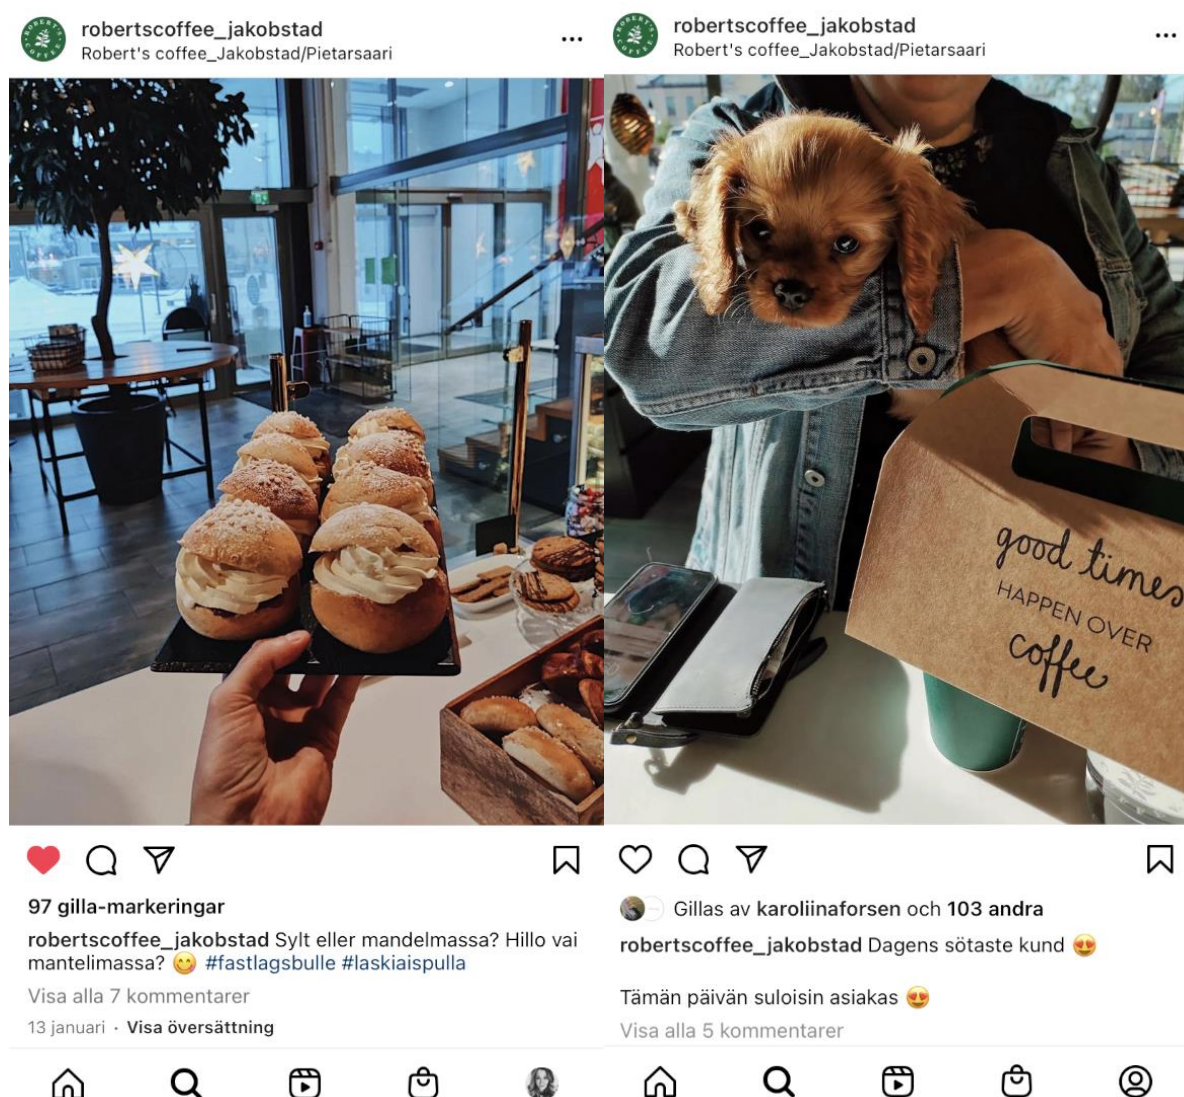 robertscoffee_jakobstad
Robert's coffee_Jakobstad/Pietarsaari
97 gilla-markeringar
robertscoffee_jakobstad Sylt eller mandelmassa? Hillo vai
mantelimassa? 😋 #fastlagsbulle #laskiaispulla
Visa alla 7 kommentarer
13 januari · Visa översättning
robertscoffee_jakobstad
Robert's coffee_Jakobstad/Pietarsaari
good times
HAPPEN OVER
coffee
Gillas av karoliinaforsen och 103 andra
robertscoffee_jakobstad Dagens sötaste kund 😍
Tämän päivän suloisin asiakas 😍
Visa alla 5 kommentarer